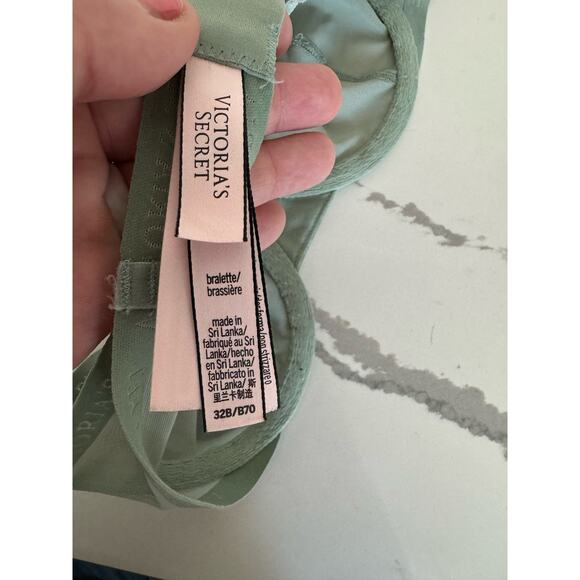 VICTORIA'S
SECRET
bralette/
brassière
made in
Sri Lanka/
fabriqué au Sri
Lanka/hecho
en Sri Lanka/
fabbricato in
Sri Lanka/ 斯
里兰卡制造
32B/B70